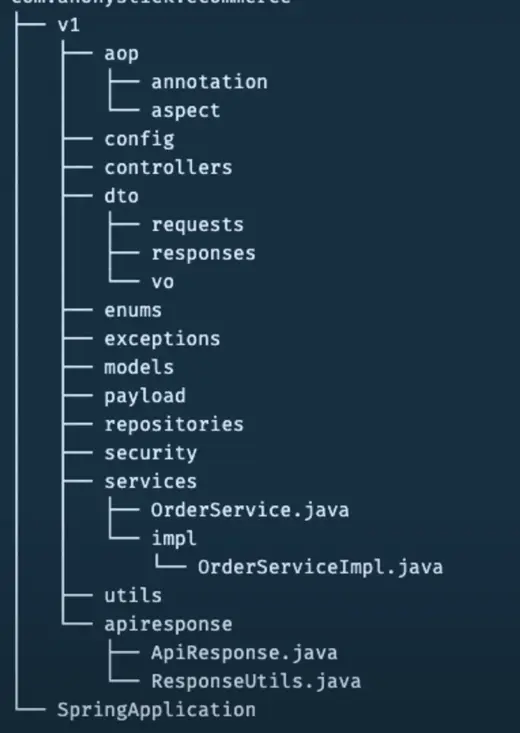 v1
aop
annotation
aspect
config
controllers
dto
requests
responses
vo
enums
exceptions
models
payload
repositories
security
services
OrderService.java
impl
OrderServiceImpl.java
utils
apiresponse
ApiResponse.java
ResponseUtils.java
SpringApplication